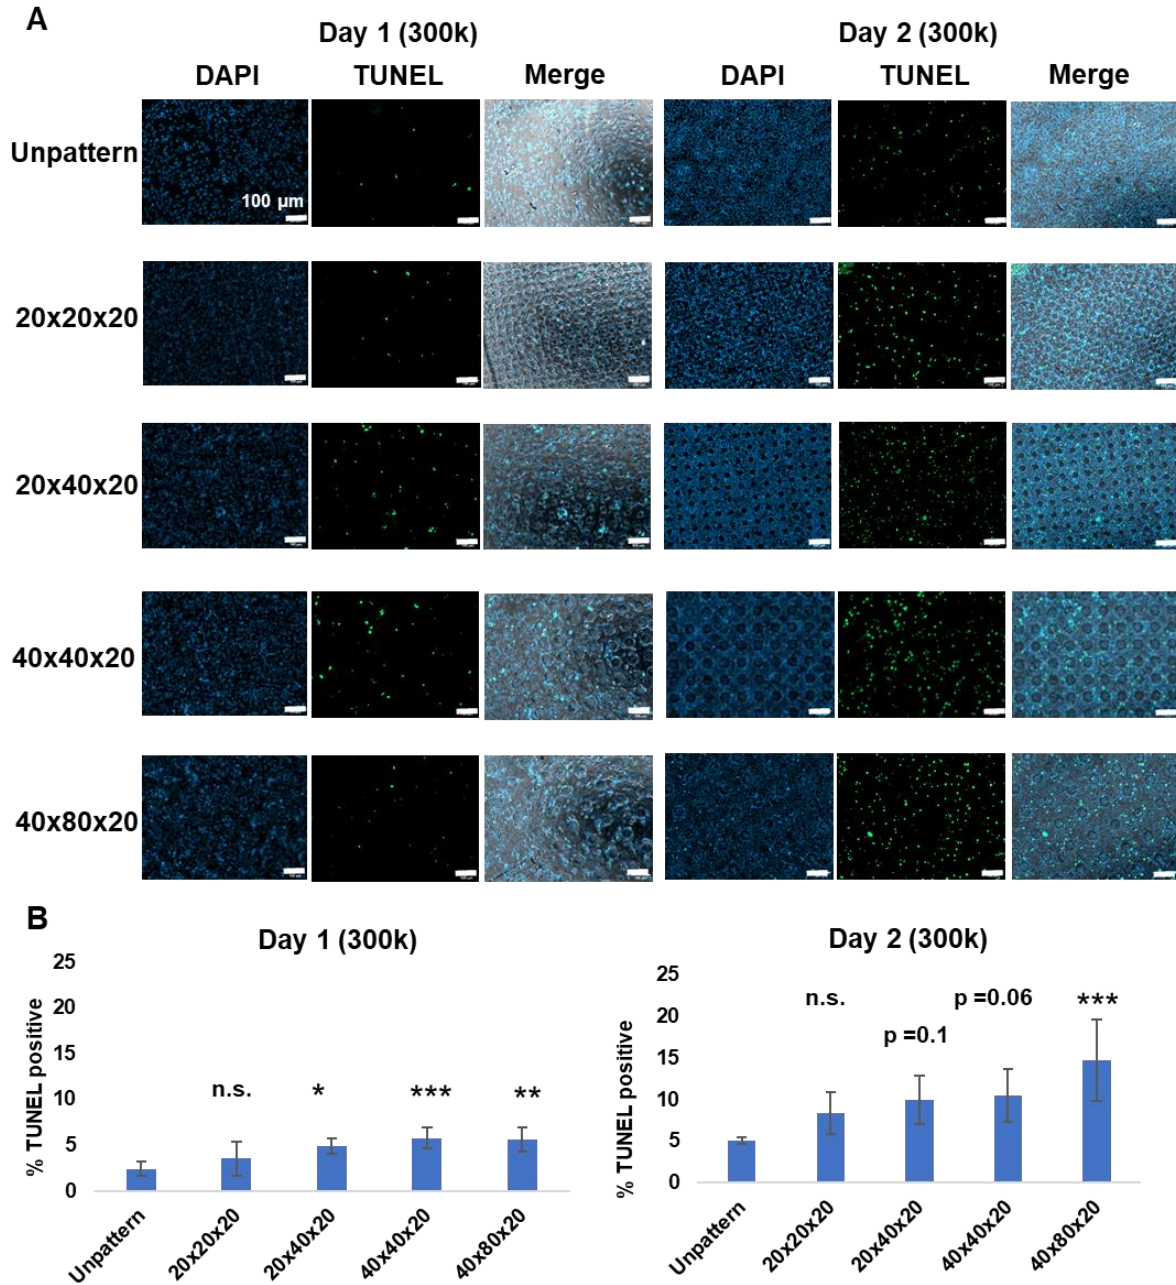 A
Day 1 (300k)
Day 2 (300k)
DAPI TUNEL Merge DAPI TUNEL Merge
Unpattern
100 µm
20x20x20
20x40x20
40x40x20
40x80x20
B
Day 1 (300k)
% TUNEL positive
25
20
15
10
5
0
n.s. * *** **
Unpattern
20x20x20
20x40x20
40x40x20
40x80x20
Day 2 (300k)
% TUNEL positive
25
20
15
10
5
0
n.s. p =0.1 p =0.06 ***
Unpattern
20x20x20
20x40x20
40x40x20
40x80x20